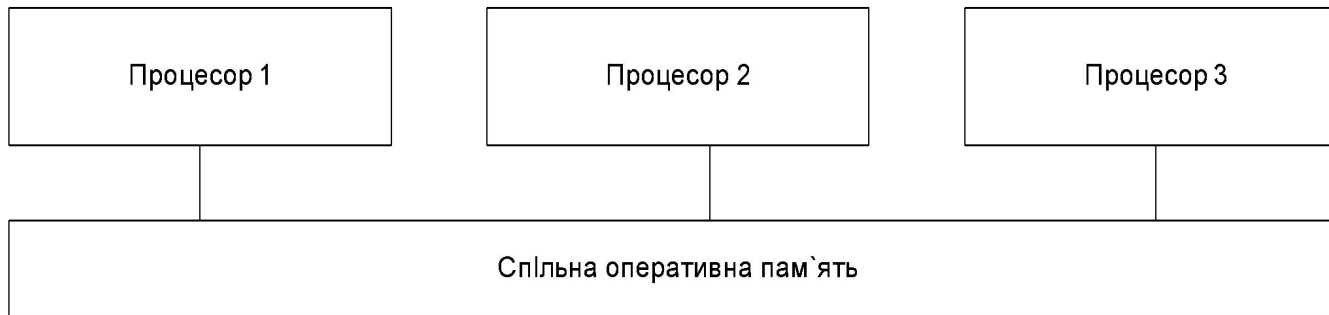 Процесор 1
Процесор 2
Процесор 3
СпІльна оперативна пам`ять